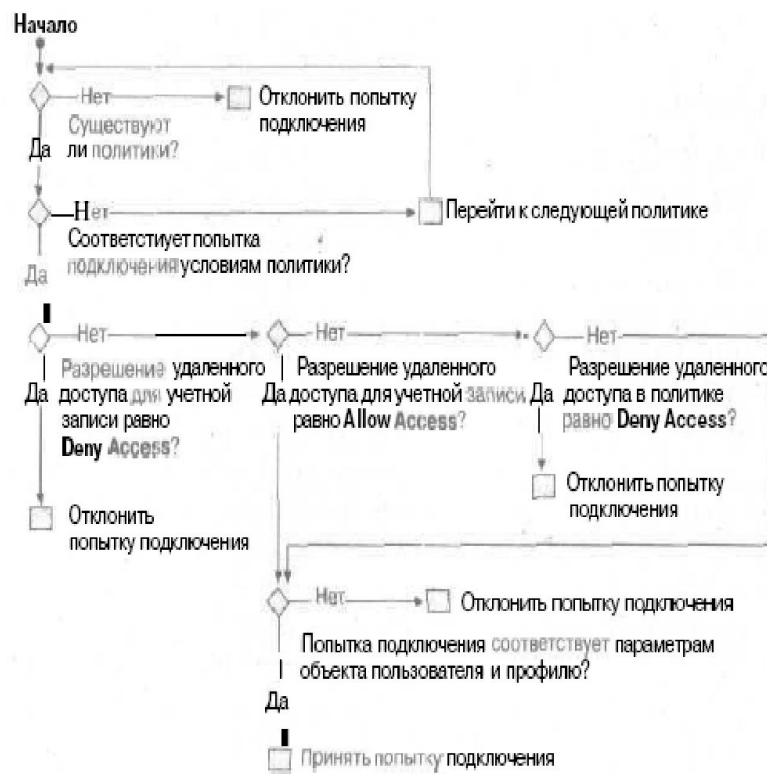 Начало
Нет
Отклонить попытку
подключения
Существуют
ли политики?
Да
Нет
Перейти к следующей политике
Соответстиует попытка
подключения условиям политики?
Да
Нет
Разрешение удаленного
доступа для учетной
записи равно
Deny Access?
Да
Отклонить
попытку подключения
Нет
Разрешение удаленного
доступа для учетной записи
равно Allow Access?
Да
Нет
Разрешение удаленного
доступа в политике
равно Deny Access?
Да
Отклонить попытку
подключения
Нет
Отклонить попытку подключения
Попытка подключения соответствует параметрам
объекта пользователя и профилю?
Да
Принять попытку подключения